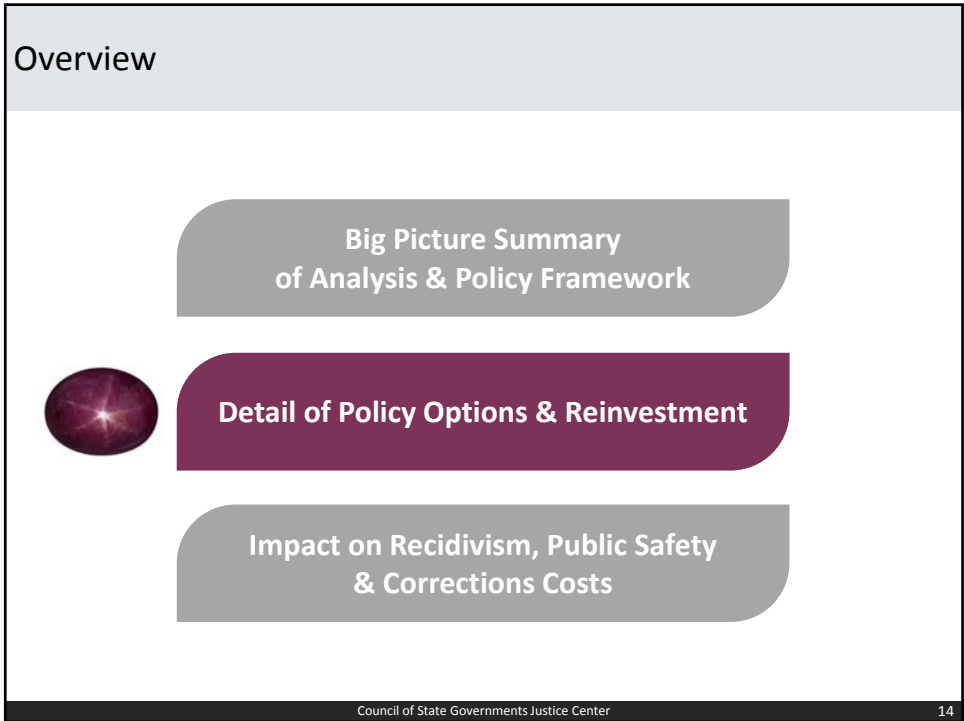 Overview
Big Picture Summary
of Analysis & Policy Framework
Detail of Policy Options & Reinvestment
Impact on Recidivism, Public Safety
& Corrections Costs
Council of State Governments Justice Center
14